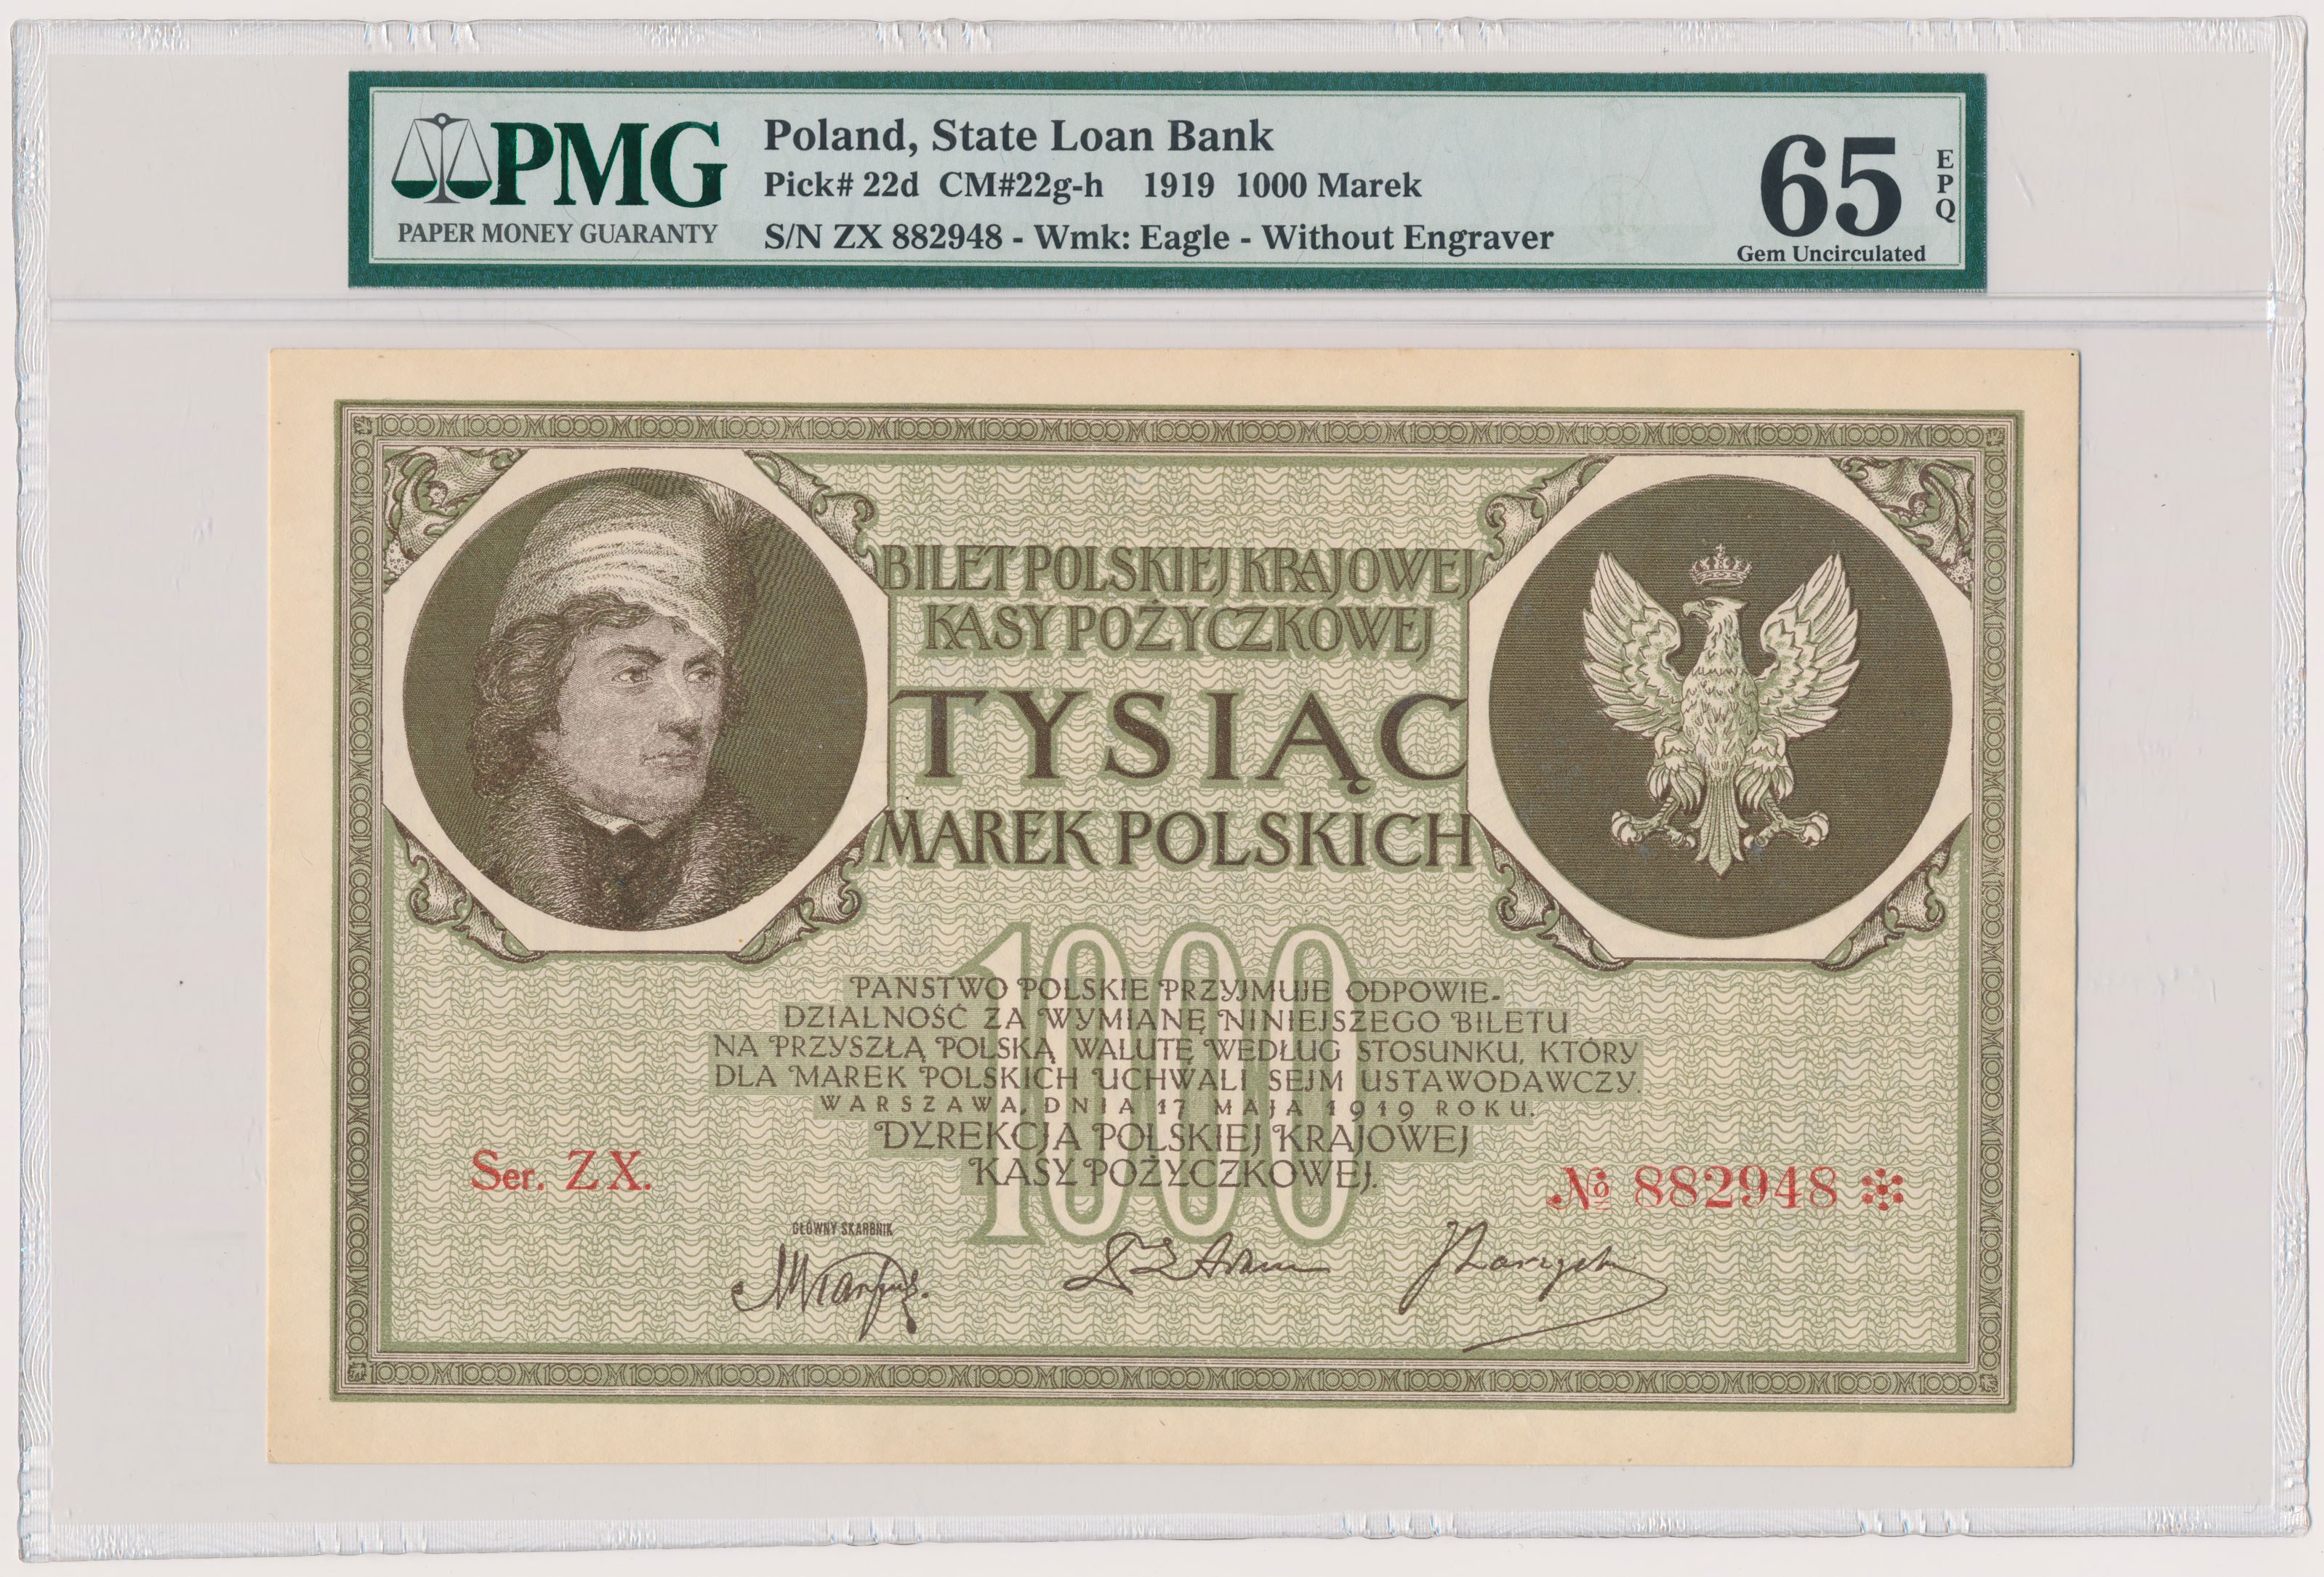 PMG
PAPER MONEY GUARANTY
Poland, State Loan Bank
Pick# 22d CM#22g-h 1919 1000 Marek
S/N ZX 882948 - Wmk: Eagle - Without Engraver
65
EPQ
Gem Uncirculated
BILET POLSKIEJ KRAJOWEJ
KASY POŻYCZKOWEJ
TYSIĄC
MAREK POLSKICH
1000
PAŃSTWO POLSKIE PRZYJMUJE ODPOWIE-
DZIALNOŚĆ ZA WYMIANĘ NINIEJSZEGO BILETU
NA PRZYSZŁĄ POLSKĄ WALUTĘ WEDŁUG STOSUNKU, KTÓRY
DLA MAREK POLSKICH UCHWALI SEJM USTAWODAWCZY.
WARSZAWA, DNIA 17 MAJA 1919 ROKU.
DYREKCJA POLSKIEJ KRAJOWEJ
KASY POŻYCZKOWEJ.
Ser. ZX.
№ 882948
GŁÓWNY SKARBNIK